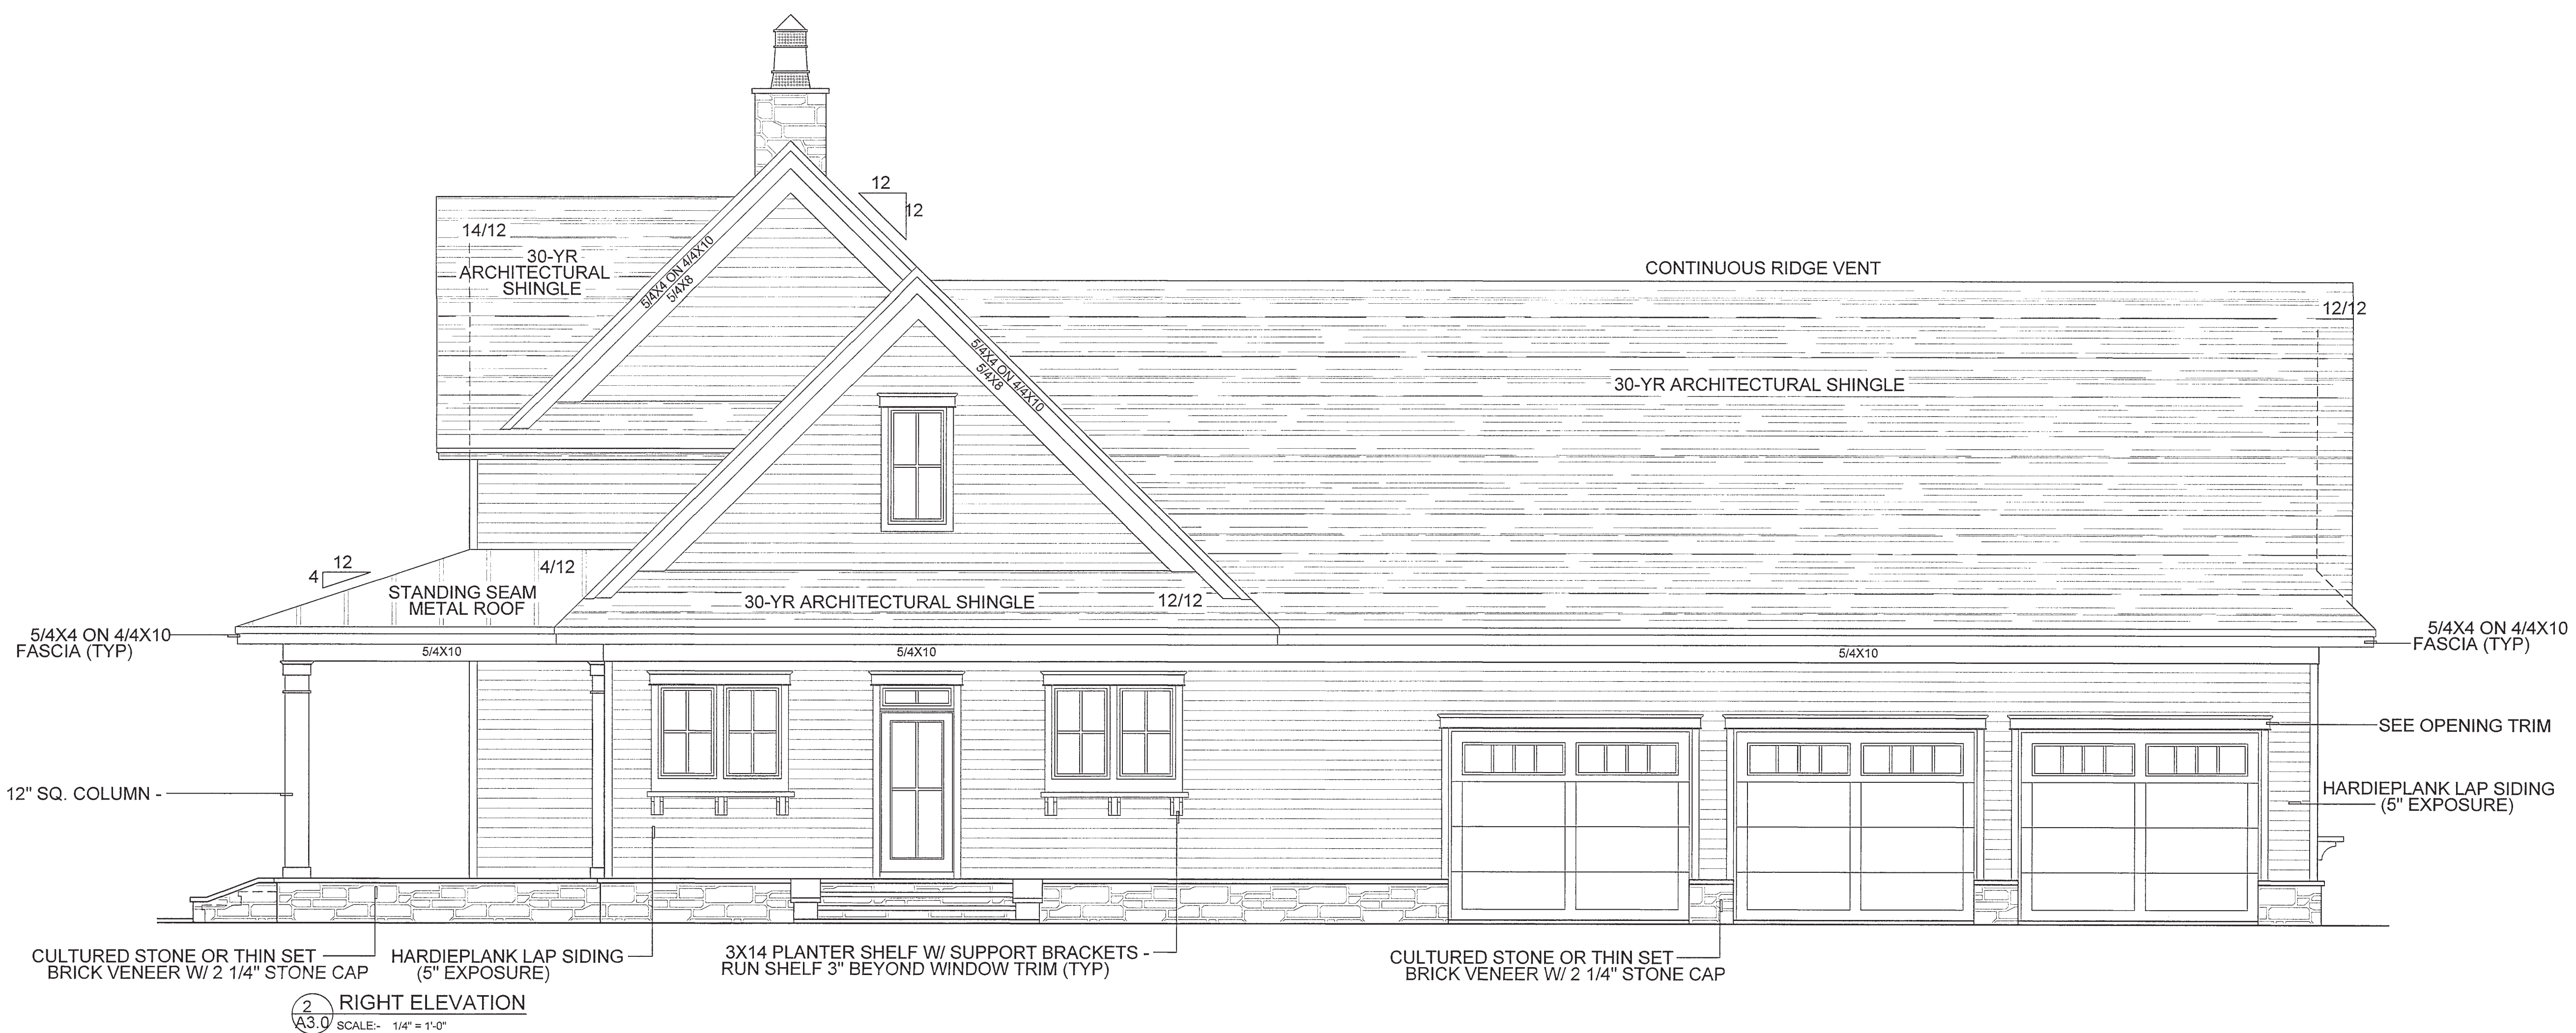 12
12
14/12
30-YR
ARCHITECTURAL
SHINGLE
5/4X4 ON 4/4X10
5/4X8
CONTINUOUS RIDGE VENT
12/12
5/4X4 ON 4/4X10
5/4X8
30-YR ARCHITECTURAL SHINGLE
12
4
4/12
STANDING SEAM
METAL ROOF
30-YR ARCHITECTURAL SHINGLE
12/12
5/4X4 ON 4/4X10
FASCIA (TYP)
5/4X4 ON 4/4X10
FASCIA (TYP)
5/4X10
5/4X10
5/4X10
SEE OPENING TRIM
12" SQ. COLUMN -
HARDIEPLANK LAP SIDING
(5" EXPOSURE)
CULTURED STONE OR THIN SET
BRICK VENEER W/ 2 1/4" STONE CAP
HARDIEPLANK LAP SIDING
(5" EXPOSURE)
3X14 PLANTER SHELF W/ SUPPORT BRACKETS -
RUN SHELF 3" BEYOND WINDOW TRIM (TYP)
CULTURED STONE OR THIN SET
BRICK VENEER W/ 2 1/4" STONE CAP
2
A3.0
RIGHT ELEVATION
SCALE:- 1/4" = 1'-0"